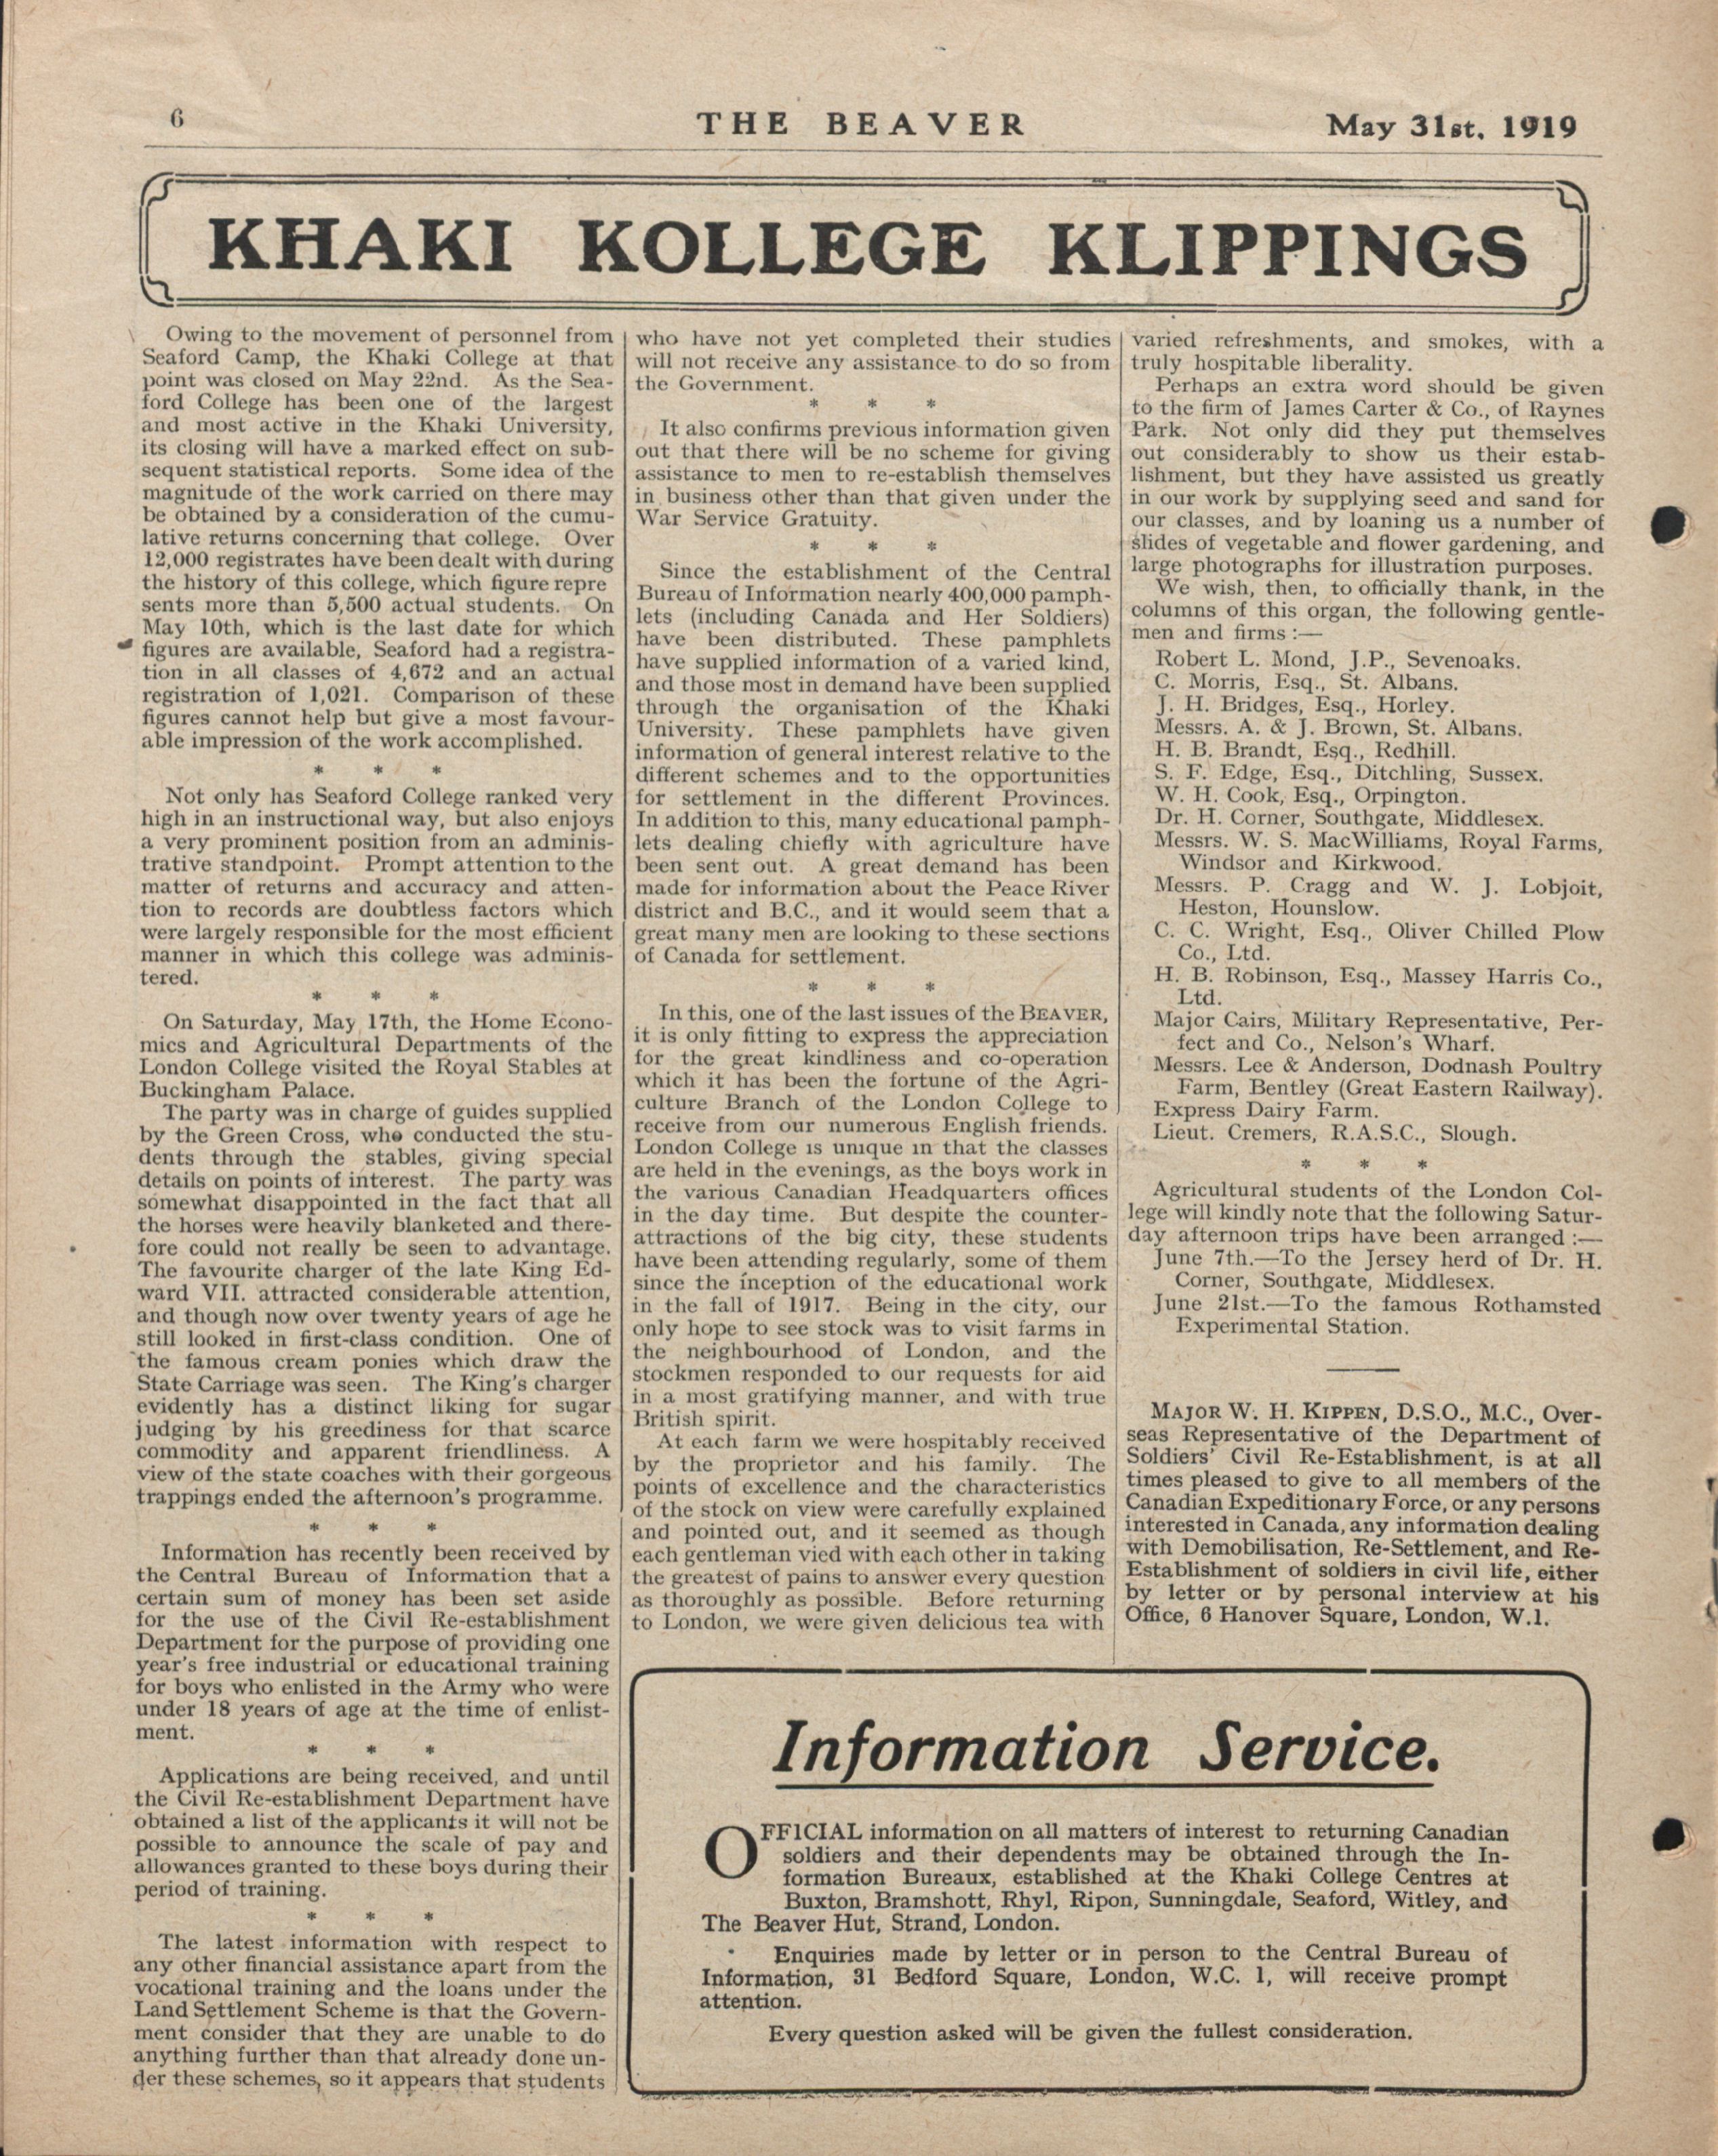 6
THE BEAVER
May 31st. 1919
KHAKI KOLLEGE KLIPPINGS
Owing to the movement of personnel from
Seaford Camp, the Khaki College at that
point was closed on May 22nd. As the Sea-
ford College has been one of the largest
and most active in the Khaki University,
its closing will have a marked effect on sub-
sequent statistical reports. Some idea of the
magnitude of the work carried on there may
be obtained by a consideration of the cumu-
lative returns concerning that college. Over
12,000 registrates have been dealt with during
the history of this college, which figure repre
sents more than 5,500 actual students. On
May 10th, which is the last date for which
figures are available, Seaford had a registra-
tion in all classes of 4,672 and an actual
registration of 1,021. Comparison of these
figures cannot help but give a most favour-
able impression of the work accomplished.
* * *
Not only has Seaford College ranked very
high in an instructional way, but also enjoys
a very prominent position from an adminis-
trative standpoint. Prompt attention to the
matter of returns and accuracy and atten-
tion to records are doubtless factors which
were largely responsible for the most efficient
manner in which this college was adminis-
tered.
* * *
On Saturday, May 17th, the Home Econo-
mics and Agricultural Departments of the
London College visited the Royal Stables at
Buckingham Palace.
The party was in charge of guides supplied
by the Green Cross, who conducted the stu-
dents through the stables, giving special
details on points of interest. The party was
somewhat disappointed in the fact that all
the horses were heavily blanketed and there-
fore could not really be seen to advantage.
The favourite charger of the late King Ed-
ward VII. attracted considerable attention,
and though now over twenty years of age he
still looked in first-class condition. One of
the famous cream ponies which draw the
State Carriage was seen. The King's charger
evidently has a distinct liking for sugar
judging by his greediness for that scarce
commodity and apparent friendliness. A
view of the state coaches with their gorgeous
trappings ended the afternoon's programme.
* * *
Information has recently been received by
the Central Bureau of Information that a
certain sum of money has been set aside
for the use of the Civil Re-establishment
Department for the purpose of providing one
year's free industrial or educational training
for boys who enlisted in the Army who were
under 18 years of age at the time of enlist-
ment.
* * *
Applications are being received, and until
the Civil Re-establishment Department have
obtained a list of the applicants it will not be
possible to announce the scale of pay and
allowances granted to these boys during their
period of training.
* * *
The latest information with respect to
any other financial assistance apart from the
vocational training and the loans under the
Land Settlement Scheme is that the Govern-
ment consider that they are unable to do
anything further than that already done un-
der these schemes, so it appears that students
who have not yet completed their studies
will not receive any assistance to do so from
the Government.
* * *
It also confirms previous information given
out that there will be no scheme for giving
assistance to men to re-establish themselves
in business other than that given under the
War Service Gratuity.
* * *
Since the establishment of the Central
Bureau of Information nearly 400,000 pamph-
lets (including Canada and Her Soldiers)
have been distributed. These pamphlets
have supplied information of a varied kind,
and those most in demand have been supplied
through the organisation of the Khaki
University. These pamphlets have given
information of general interest relative to the
different schemes and to the opportunities
for settlement in the different Provinces.
In addition to this, many educational pamph-
lets dealing chiefly with agriculture have
been sent out. A great demand has been
made for information about the Peace River
district and B.C., and it would seem that a
great many men are looking to these sections
of Canada for settlement.
* * *
In this, one of the last issues of the BEAVER,
it is only fitting to express the appreciation
for the great kindliness and co-operation
which it has been the fortune of the Agri-
culture Branch of the London College to
receive from our numerous English friends.
London College is unique in that the classes
are held in the evenings, as the boys work in
the various Canadian Headquarters offices
in the day time. But despite the counter-
attractions of the big city, these students
have been attending regularly, some of them
since the inception of the educational work
in the fall of 1917. Being in the city, our
only hope to see stock was to visit farms in
the neighbourhood of London, and the
stockmen responded to our requests for aid
in a most gratifying manner, and with true
British spirit.
At each farm we were hospitably received
by the proprietor and his family. The
points of excellence and the characteristics
of the stock on view were carefully explained
and pointed out, and it seemed as though
each gentleman vied with each other in taking
the greatest of pains to answer every question
as thoroughly as possible. Before returning
to London, we were given delicious tea with
varied refreshments, and smokes, with a
truly hospitable liberality.
Perhaps an extra word should be given
to the firm of James Carter & Co., of Raynes
Park. Not only did they put themselves
out considerably to show us their estab-
lishment, but they have assisted us greatly
in our work by supplying seed and sand for
our classes, and by loaning us a number of
slides of vegetable and flower gardening, and
large photographs for illustration purposes.
We wish, then, to officially thank, in the
columns of this organ, the following gentle-
men and firms :—
Robert L. Mond, J.P., Sevenoaks.
C. Morris, Esq., St. Albans.
J. H. Bridges, Esq., Horley.
Messrs. A. & J. Brown, St. Albans.
H. B. Brandt, Esq., Redhill.
S. F. Edge, Esq., Ditchling, Sussex.
W. H. Cook, Esq., Orpington.
Dr. H. Corner, Southgate, Middlesex.
Messrs. W. S. MacWilliams, Royal Farms,
Windsor and Kirkwood.
Messrs. P. Cragg and W. J. Lobjoit,
Heston, Hounslow.
C. C. Wright, Esq., Oliver Chilled Plow
Co., Ltd.
H. B. Robinson, Esq., Massey Harris Co.,
Ltd.
Major Cairs, Military Representative, Per-
fect and Co., Nelson's Wharf.
Messrs. Lee & Anderson, Dodnash Poultry
Farm, Bentley (Great Eastern Railway).
Express Dairy Farm.
Lieut. Cremers, R.A.S.C., Slough.
* * *
Agricultural students of the London Col-
lege will kindly note that the following Satur-
day afternoon trips have been arranged :—
June 7th.—To the Jersey herd of Dr. H.
Corner, Southgate, Middlesex.
June 21st.—To the famous Rothamsted
Experimental Station.
MAJOR W. H. KIPPEN, D.S.O., M.C., Over-
seas Representative of the Department of
Soldiers' Civil Re-Establishment, is at all
times pleased to give to all members of the
Canadian Expeditionary Force, or any persons
interested in Canada, any information dealing
with Demobilisation, Re-Settlement, and Re-
Establishment of soldiers in civil life, either
by letter or by personal interview at his
Office, 6 Hanover Square, London, W.1.
Information Service.
OFFICIAL information on all matters of interest to returning Canadian
soldiers and their dependents may be obtained through the In-
formation Bureaux, established at the Khaki College Centres at
Buxton, Bramshott, Rhyl, Ripon, Sunningdale, Seaford, Witley, and
The Beaver Hut, Strand, London.
Enquiries made by letter or in person to the Central Bureau of
Information, 31 Bedford Square, London, W.C. 1, will receive prompt
attention.
Every question asked will be given the fullest consideration.